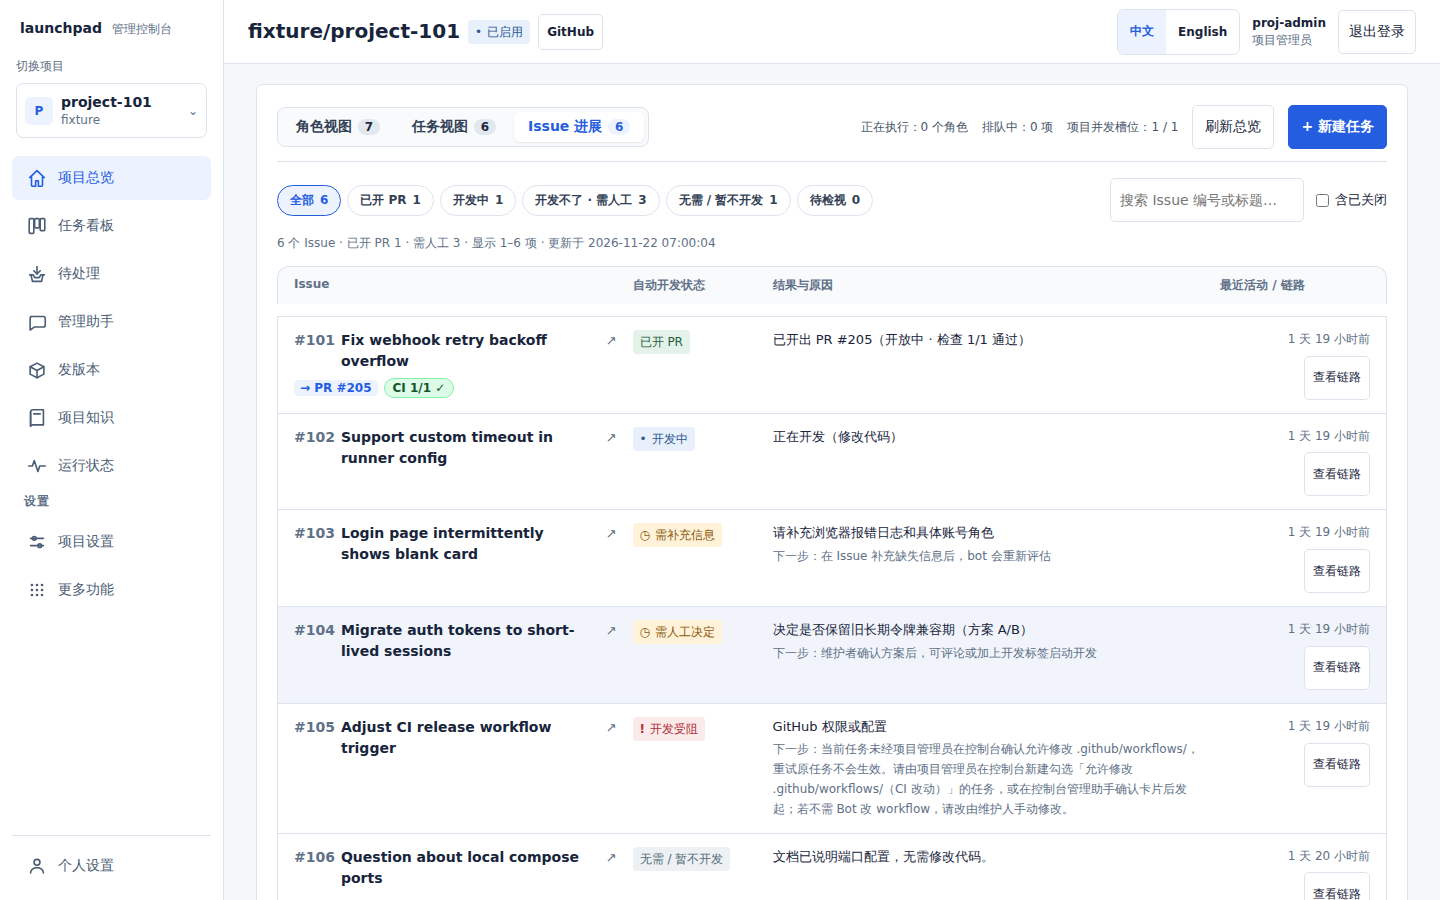 launchpad 管理控制台
切换项目
P project-101
fixture
项目总览
任务看板
待处理
管理助手
发版本
项目知识
运行状态
设置
项目设置
更多功能
个人设置
fixture/project-101 • 已启用 GitHub
中文 English
proj-admin
项目管理员
退出登录
角色视图 7 任务视图 6 Issue 进展 6
正在执行：0 个角色 排队中：0 项 项目并发槽位：1 / 1 刷新总览 + 新建任务
全部 6 已开 PR 1 开发中 1 开发不了 · 需人工 3 无需 / 暂不开发 1 待检视 0
搜索 Issue 编号或标题… 含已关闭
6 个 Issue · 已开 PR 1 · 需人工 3 · 显示 1–6 项 · 更新于 2026-11-22 07:00:04
Issue 自动开发状态 结果与原因 最近活动 / 链路
#101 Fix webhook retry backoff overflow ↗
→ PR #205 CI 1/1 ✓
已开 PR
已开出 PR #205（开放中 · 检查 1/1 通过）
1 天 19 小时前
查看链路
#102 Support custom timeout in runner config ↗
• 开发中
正在开发（修改代码）
1 天 19 小时前
查看链路
#103 Login page intermittently shows blank card ↗
◷ 需补充信息
请补充浏览器报错日志和具体账号角色
下一步：在 Issue 补充缺失信息后，bot 会重新评估
1 天 19 小时前
查看链路
#104 Migrate auth tokens to short-lived sessions ↗
◷ 需人工决定
决定是否保留旧长期令牌兼容期（方案 A/B）
下一步：维护者确认方案后，可评论或加上开发标签启动开发
1 天 19 小时前
查看链路
#105 Adjust CI release workflow trigger ↗
! 开发受阻
GitHub 权限或配置
下一步：当前任务未经项目管理员在控制台确认允许修改 .github/workflows/，
重试原任务不会生效。请由项目管理员在控制台新建勾选「允许修改
.github/workflows/（CI 改动）」的任务，或在控制台管理助手确认卡片后发
起；若不需 Bot 改 workflow，请改由维护人手动修改。
1 天 19 小时前
查看链路
#106 Question about local compose ports ↗
无需 / 暂不开发
文档已说明端口配置，无需修改代码。
1 天 20 小时前
查看链路